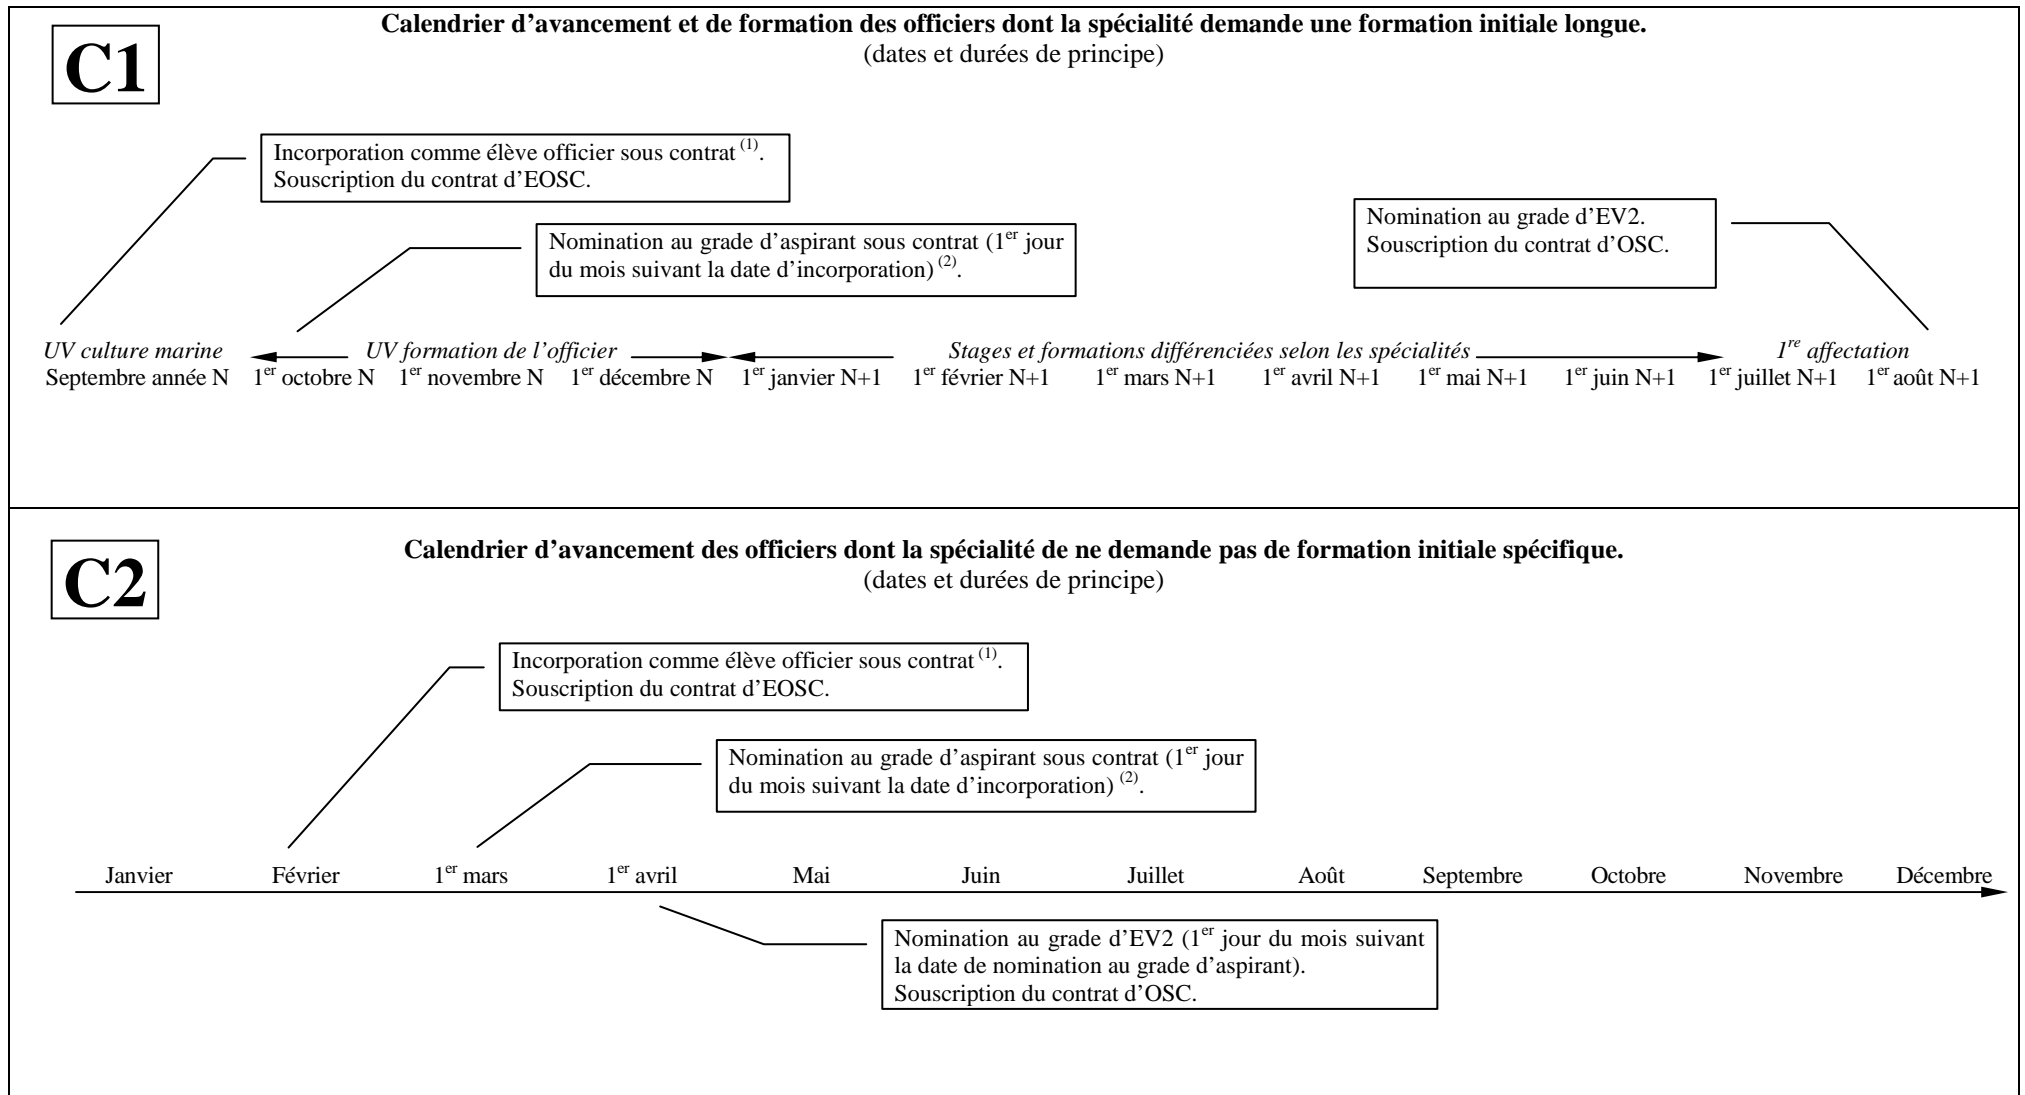 Calendrier d’avancement et de formation des officiers dont la spécialité demande une formation initiale longue.
(dates et durées de principe)
C1
Incorporation comme élève officier sous contrat (1).
Souscription du contrat d’EOSC.
Nomination au grade d’aspirant sous contrat (1er jour
du mois suivant la date d’incorporation) (2).
Nomination au grade d’EV2.
Souscription du contrat d’OSC.
UV culture marine UV formation de l’officier Stages et formations différenciées selon les spécialités 1re affectation
Septembre année N 1er octobre N 1er novembre N 1er décembre N 1er janvier N+1 1er février N+1 1er mars N+1 1er avril N+1 1er mai N+1 1er juin N+1 1er juillet N+1 1er août N+1
C2
Calendrier d’avancement des officiers dont la spécialité de ne demande pas de formation initiale spécifique.
(dates et durées de principe)
Incorporation comme élève officier sous contrat (1).
Souscription du contrat d’EOSC.
Nomination au grade d’aspirant sous contrat (1er jour
du mois suivant la date d’incorporation) (2).
Janvier Février 1er mars 1er avril Mai Juin Juillet Août Septembre Octobre Novembre Décembre
Nomination au grade d’EV2 (1er jour du mois suivant
la date de nomination au grade d’aspirant).
Souscription du contrat d’OSC.